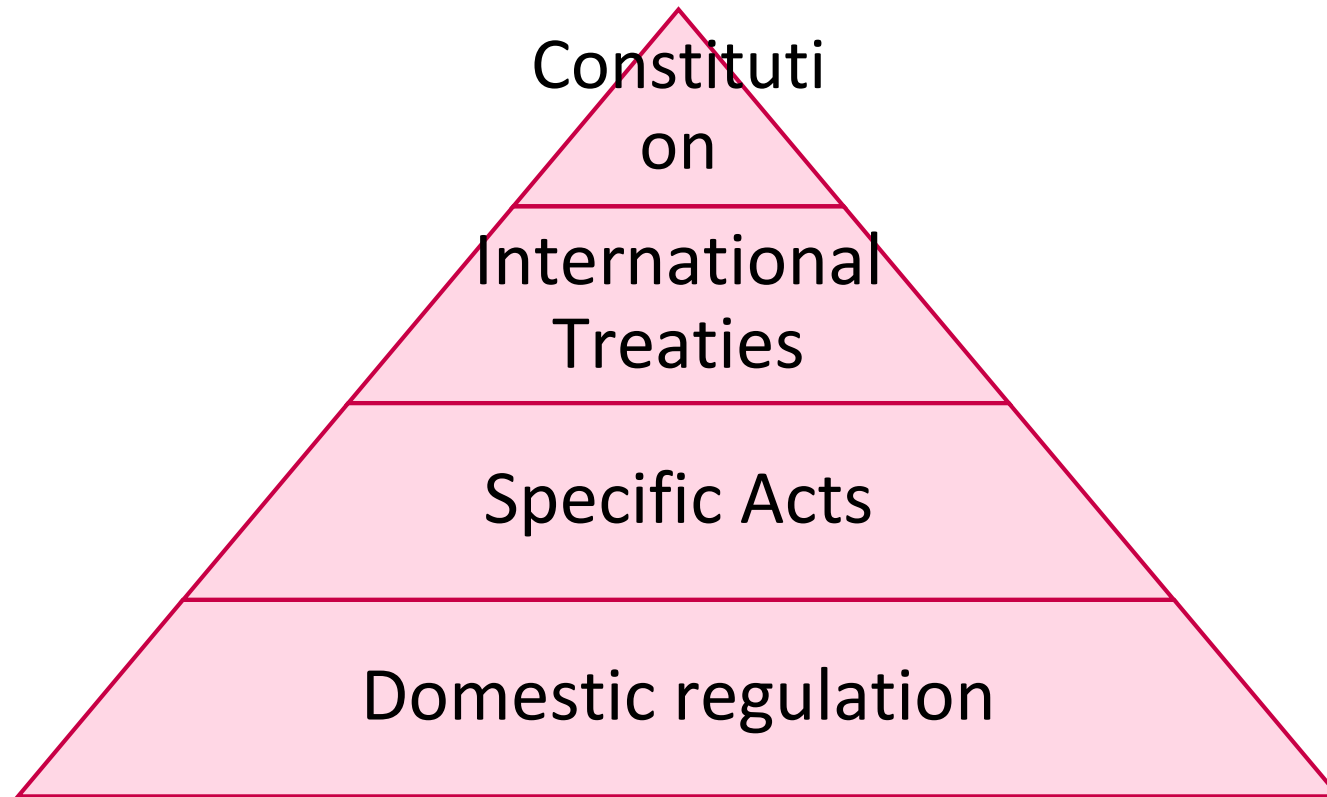 Constituti
on
International
Treaties
Specific Acts
Domestic regulation